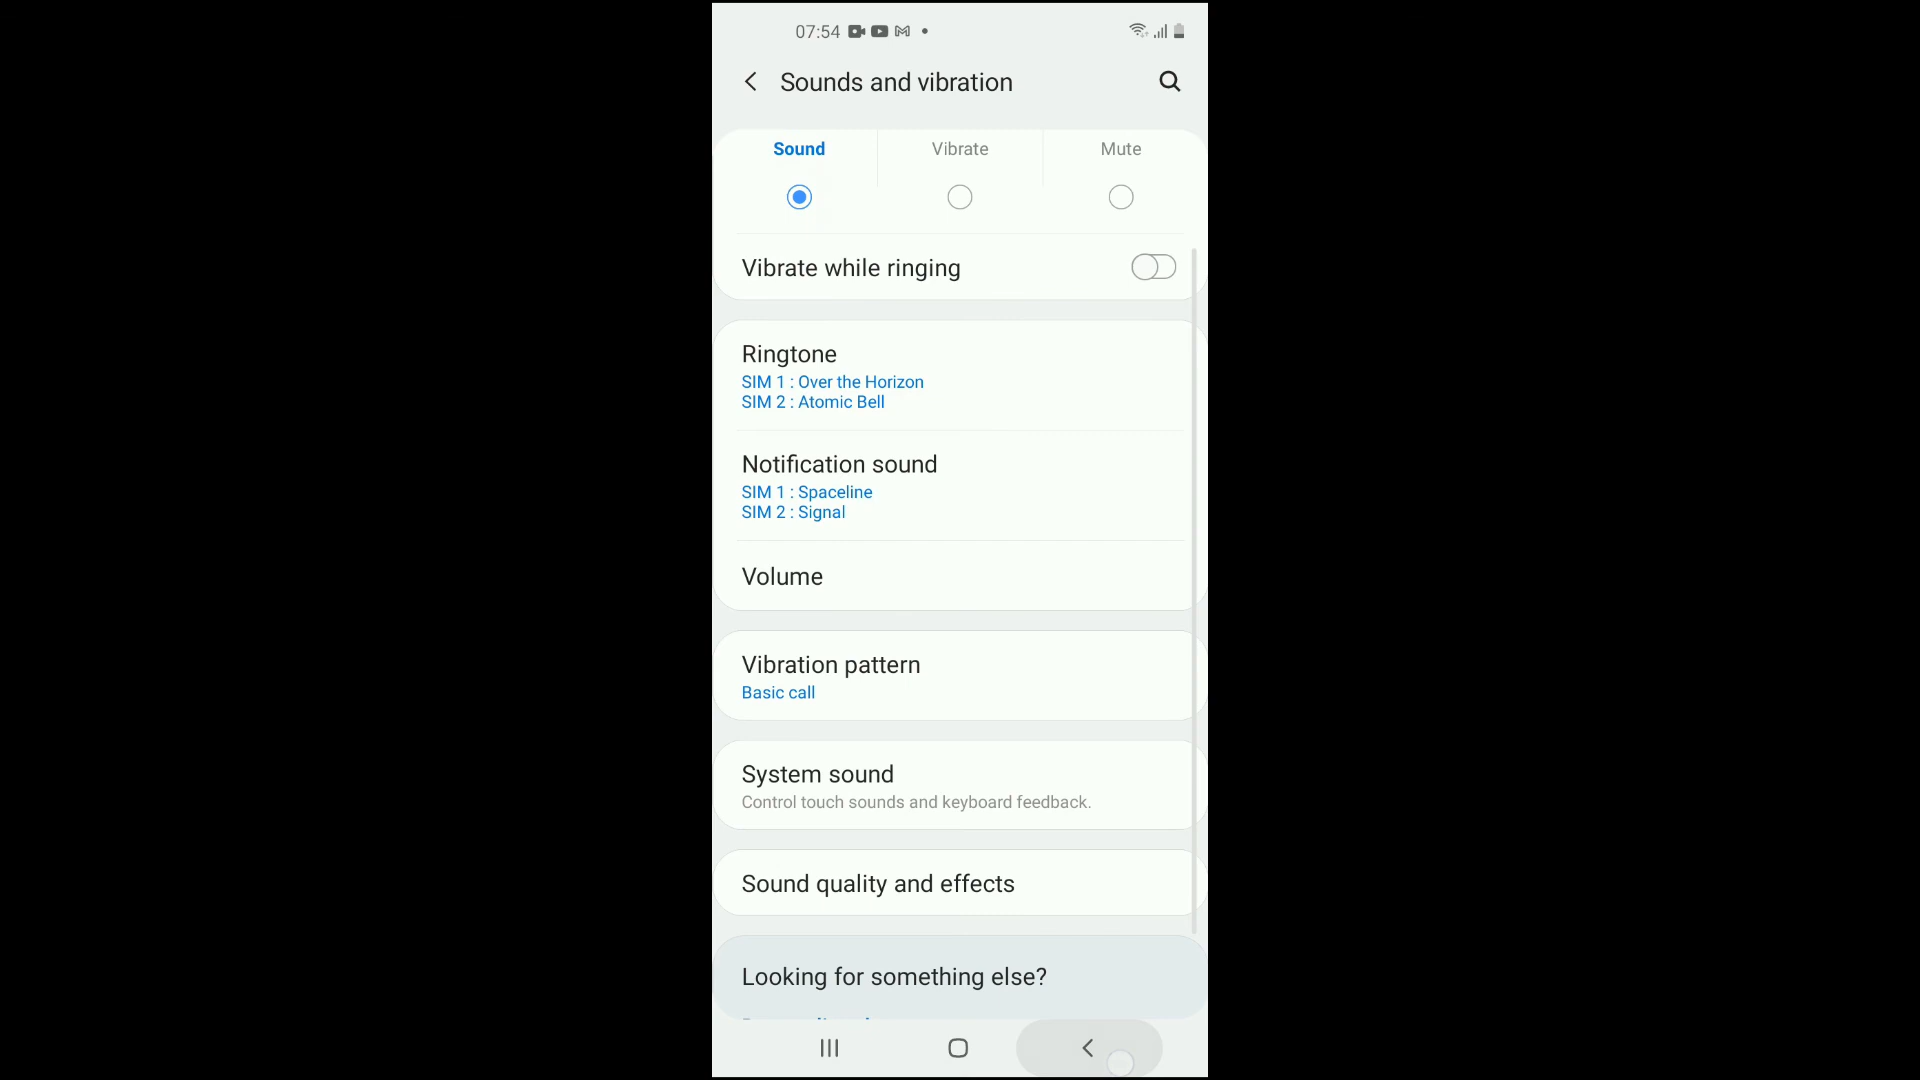 07:54
Sounds and vibration
Sound
Vibrate
Mute
Vibrate while ringing
Ringtone
SIM 1 : Over the Horizon
SIM 2 : Atomic Bell
Notification sound
SIM 1 : Spaceline
SIM 2 : Signal
Volume
Vibration pattern
Basic call
System sound
Control touch sounds and keyboard feedback.
Sound quality and effects
Looking for something else?